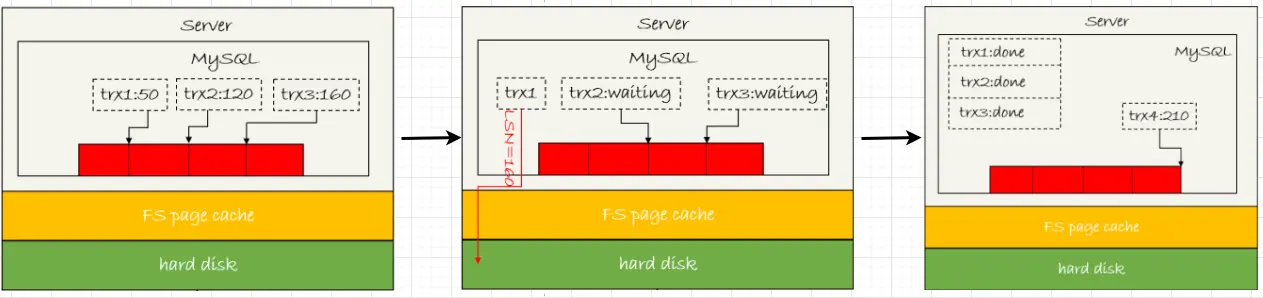 Server
MySQL
trx1:50
trx2:120
trx3:160
FS page cache
hard disk
Server
MySQL
trx1
trx2:waiting
trx3:waiting
LSN=160
FS page cache
hard disk
Server
MySQL
trx1:done
trx2:done
trx3:done
trx4:210
FS page cache
hard disk